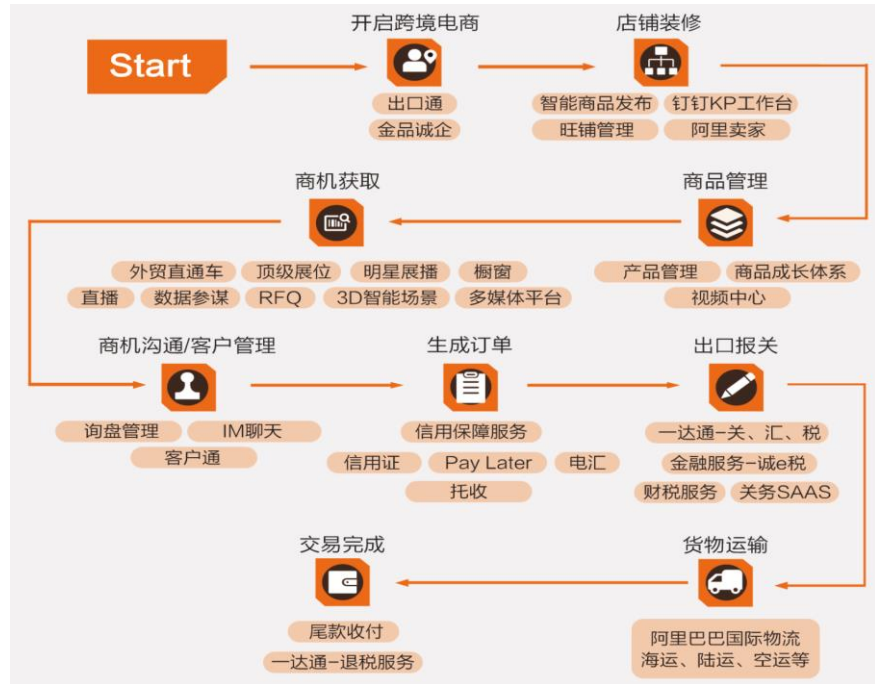 开启跨境电商
店铺装修
Start
出口通
金品诚企
智能商品发布 钉钉KP工作台
旺铺管理 阿里卖家
商机获取
商品管理
外贸直通车 顶级展位 明星展播 橱窗
直播 数据参谋 RFQ 3D智能场景 多媒体平台
产品管理 商品成长体系
视频中心
商机沟通/客户管理
生成订单
出口报关
询盘管理 IM聊天
客户通
信用保障服务
信用证 Pay Later 电汇
托收
一达通-关、汇、税
金融服务-诚e税
财税服务 关务SAAS
交易完成
货物运输
尾款收付
一达通-退税服务
阿里巴巴国际物流
海运、陆运、空运等